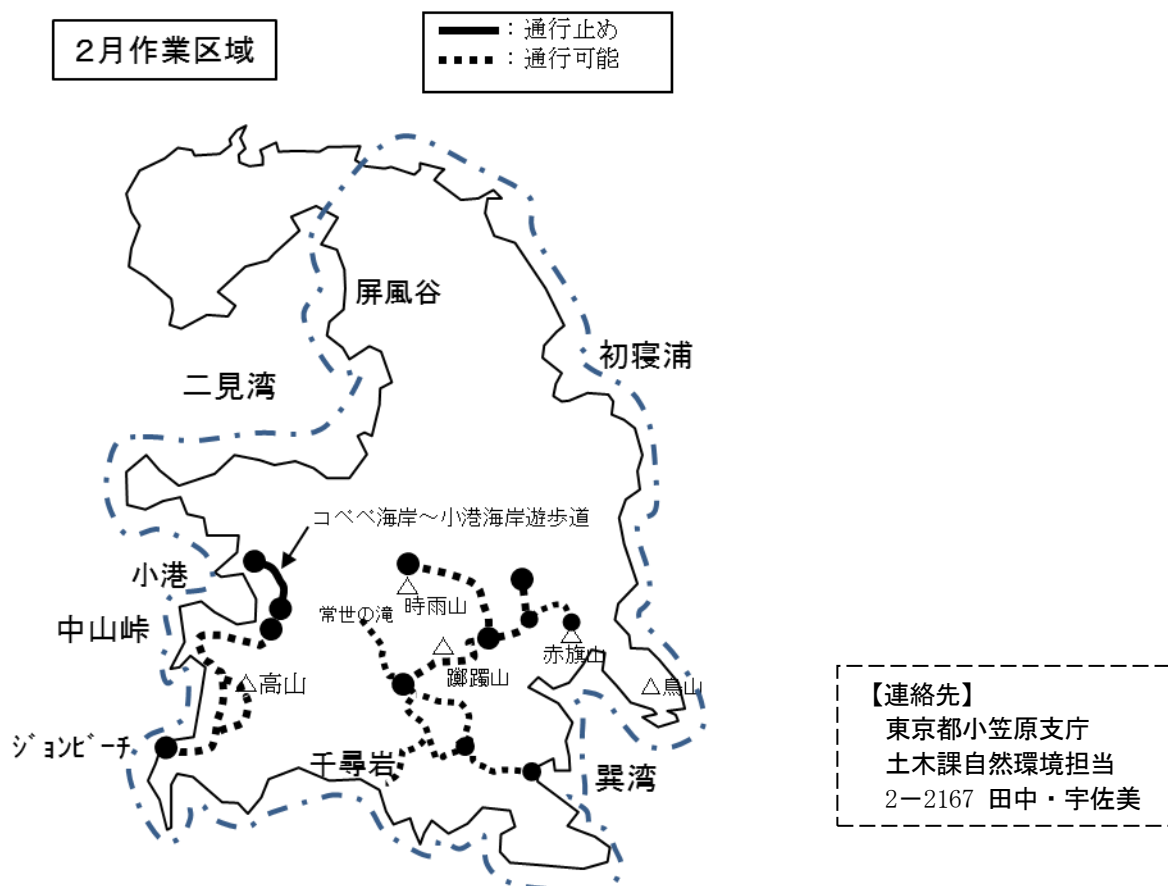 2月作業区域
:通行止め
:通行可能
屏風谷
初寝浦
二見湾
コペペ海岸～小港海岸遊歩道
小港
△
時雨山
常世の滝
中山峠
△
躑躅山
△
赤旗山
△高山
△鳥山
ｼﾞｮﾝﾋﾞｰﾁ
千尋岩
巽湾
【連絡先】
東京都小笠原支庁
土木課自然環境担当
2－2167 田中・宇佐美